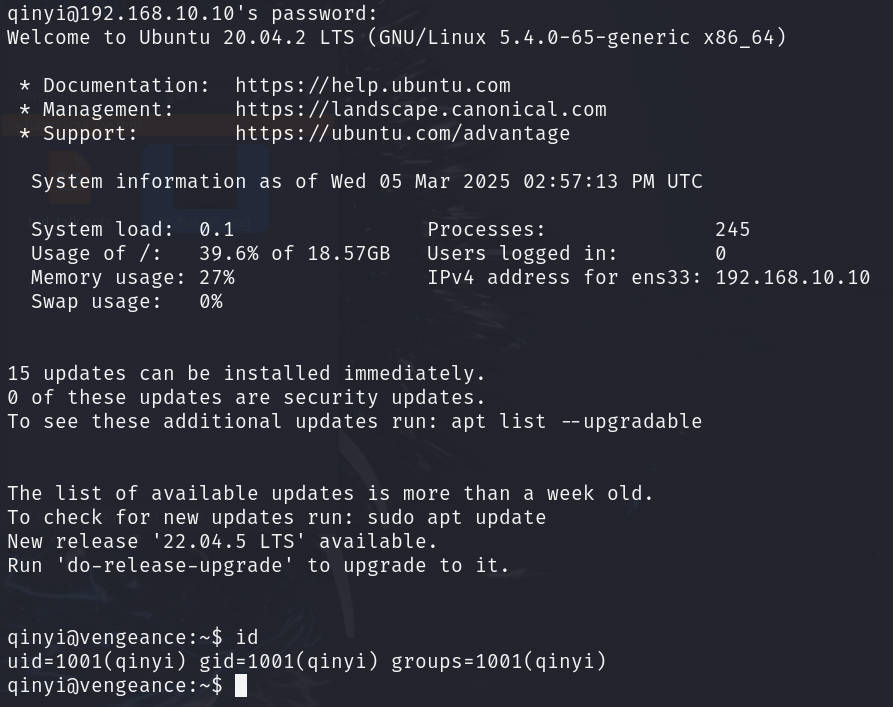 qinyi@192.168.10.10's password:
Welcome to Ubuntu 20.04.2 LTS (GNU/Linux 5.4.0-65-generic x86_64)
* Documentation: https://help.ubuntu.com
* Management: https://landscape.canonical.com
* Support: https://ubuntu.com/advantage
System information as of Wed 05 Mar 2025 02:57:13 PM UTC
System load: 0.1 Processes: 245
Usage of /: 39.6% of 18.57GB Users logged in: 0
Memory usage: 27% IPv4 address for ens33: 192.168.10.10
Swap usage: 0%
15 updates can be installed immediately.
0 of these updates are security updates.
To see these additional updates run: apt list --upgradable
The list of available updates is more than a week old.
To check for new updates run: sudo apt update
New release '22.04.5 LTS' available.
Run 'do-release-upgrade' to upgrade to it.
qinyi@vengeance:~$ id
uid=1001(qinyi) gid=1001(qinyi) groups=1001(qinyi)
qinyi@vengeance:~$